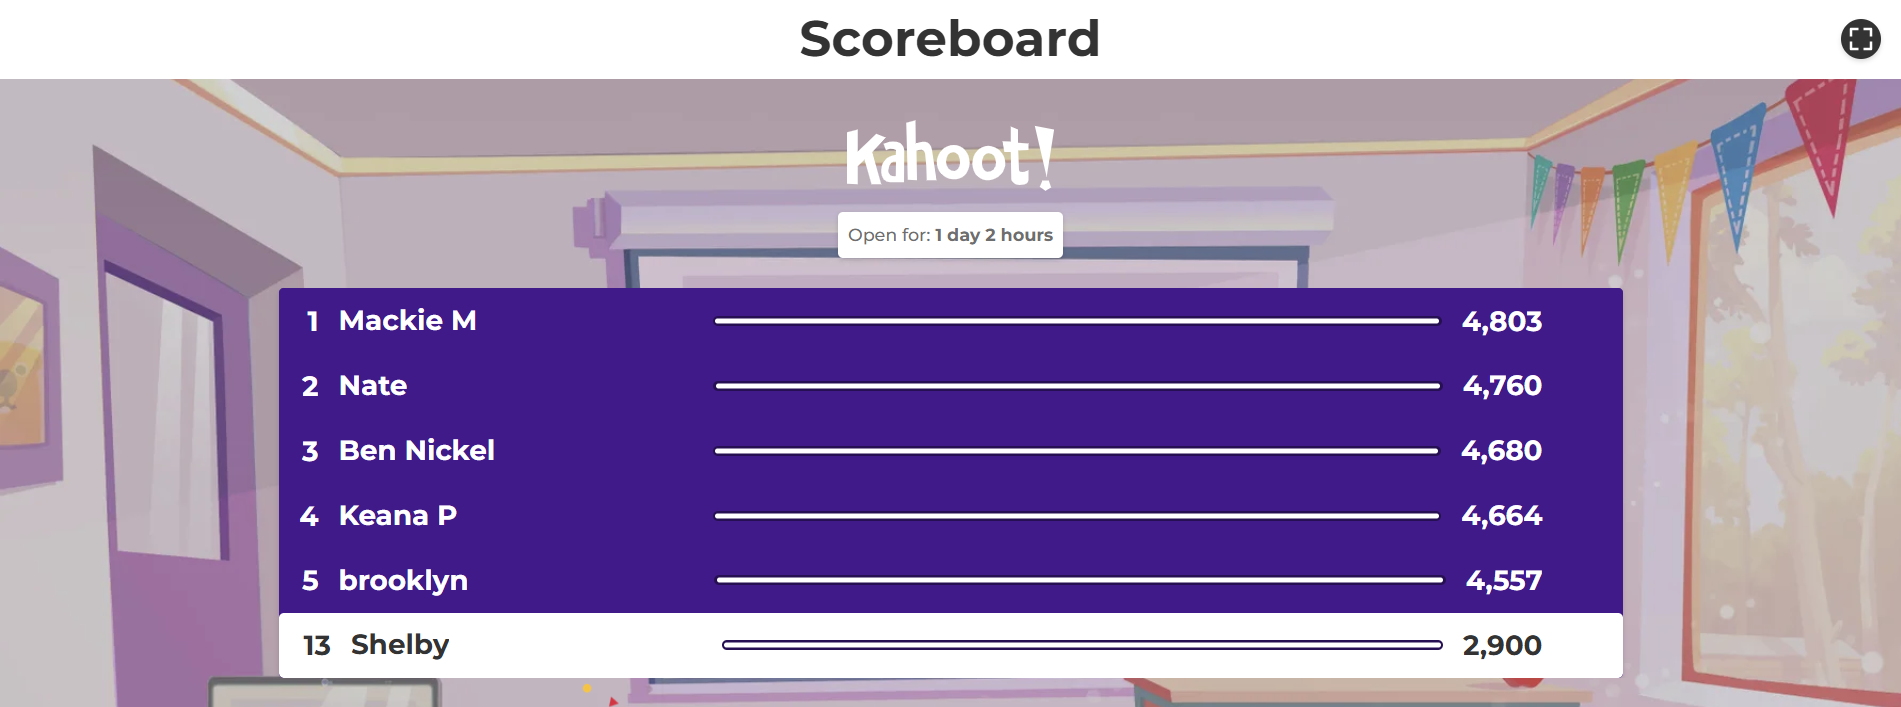 Scoreboard
Kahoot!
Open for: 1 day 2 hours
1 Mackie M 4,803
2 Nate 4,760
3 Ben Nickel 4,680
4 Keana P 4,664
5 brooklyn 4,557
13 Shelby 2,900